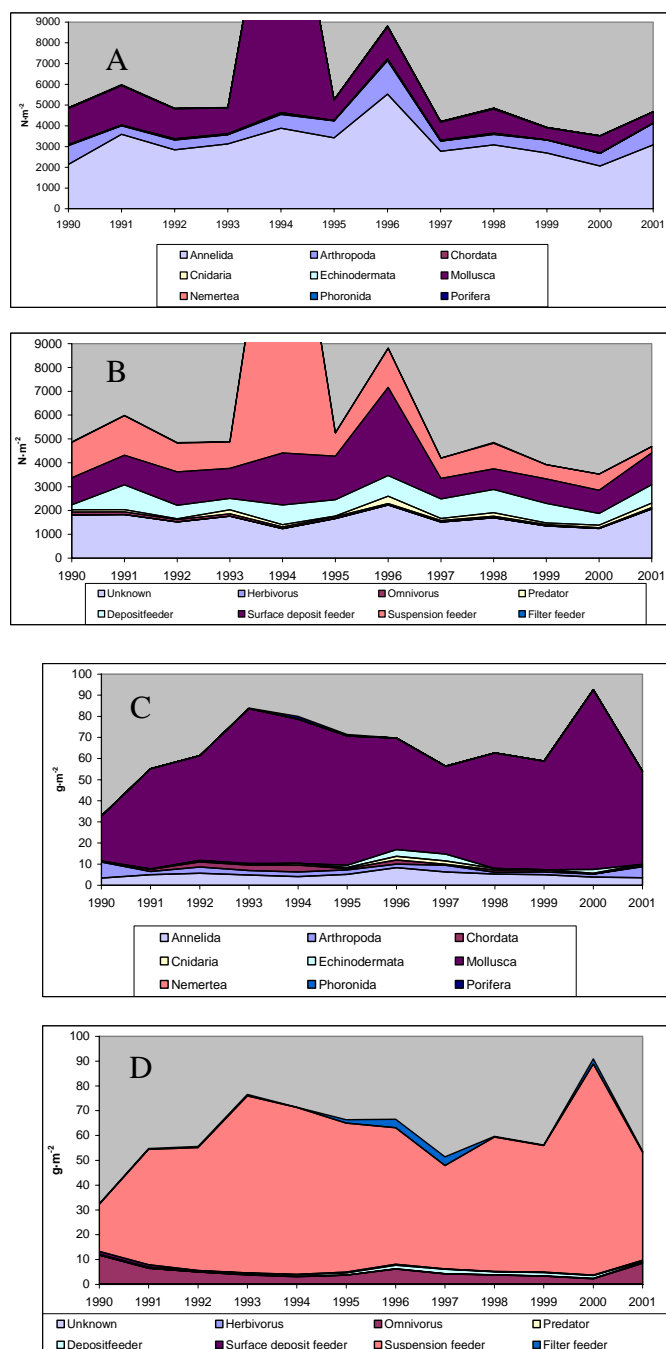 A
N·m-2
9000
8000
7000
6000
5000
4000
3000
2000
1000
0
1990 1991 1992 1993 1994 1995 1996 1997 1998 1999 2000 2001
Annelida Arthropoda Chordata
Cnidaria Echinodermata Mollusca
Nemertea Phoronida Porifera
B
N·m-2
9000
8000
7000
6000
5000
4000
3000
2000
1000
0
1990 1991 1992 1993 1994 1995 1996 1997 1998 1999 2000 2001
Unknown Herbivorus Omnivorus Predator
Depositfeeder Surface deposit feeder Suspension feeder Filter feeder
C
g·m-2
100
90
80
70
60
50
40
30
20
10
0
1990 1991 1992 1993 1994 1995 1996 1997 1998 1999 2000 2001
Annelida Arthropoda Chordata
Cnidaria Echinodermata Mollusca
Nemertea Phoronida Porifera
D
g·m-2
100
90
80
70
60
50
40
30
20
10
0
1990 1991 1992 1993 1994 1995 1996 1997 1998 1999 2000 2001
Unknown Herbivorus Omnivorus Predator
Depositfeeder Surface deposit feeder Suspension feeder Filter feeder